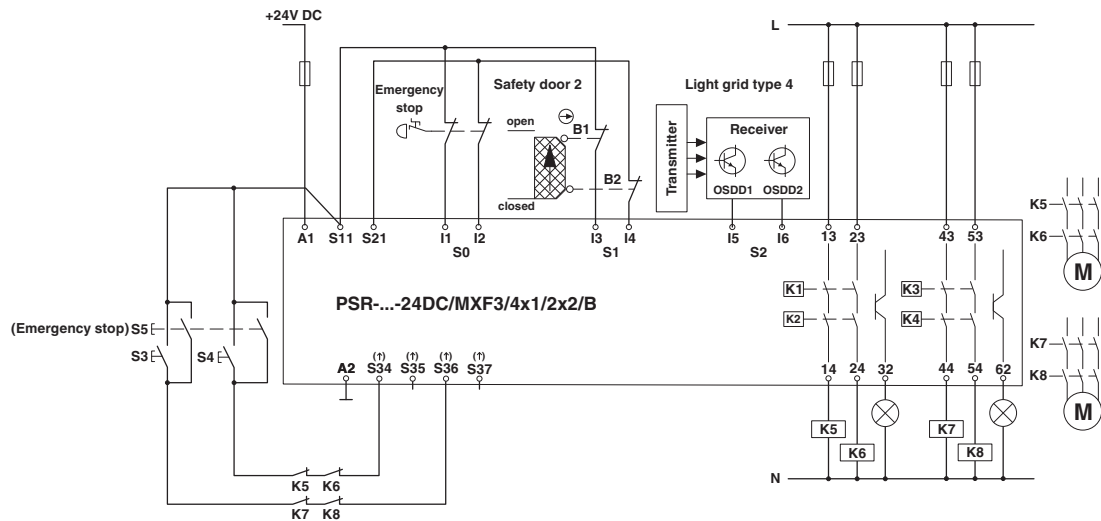 +24V DC
L
Emergency
stop
Safety door 2
Light grid type 4
open
closed
B1
B2
Transmitter
Receiver
OSDD1 OSDD2
K5
K6
M
A1 S11 S21 I1 I2 I3 I4 I5 I6 13 23 43 53
S0 S1 S2
K1 K3
K2 K4
PSR-...-24DC/MXF3/4x1/2x2/B
(Emergency stop) S5
S3 S4
K7
K8
M
(↑) (↑) (↑) (↑)
A2 S34 S35 S36 S37 14 24 32 44 54 62
K5 K7
K6 K8
N
K5 K6
K7 K8